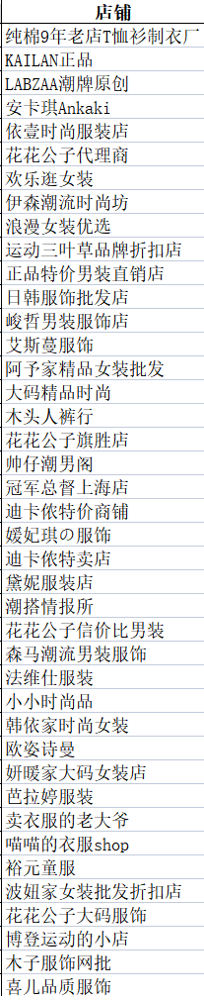 店铺
纯棉9年老店T恤衫制衣厂
KAILAN正品
LABZAA潮牌原创
安卡琪Ankaki
依壹时尚服装店
花花公子代理商
欢乐逛女装
伊森潮流时尚坊
浪漫女装优选
运动三叶草品牌折扣店
正品特价男装直销店
日韩服饰批发店
峻哲男装服饰店
艾斯蔓服饰
阿予家精品女装批发
大码精品时尚
木头人裤行
花花公子旗胜店
帅仔潮男阁
冠军总督上海店
迪卡侬特价商铺
媛妃琪の服饰
迪卡侬特卖店
黛妮服装店
潮搭情报所
花花公子信价比男装
森马潮流男装服饰
法维仕服装
小小时尚品
韩依家时尚女装
欧姿诗曼
妍暖家大码女装店
芭拉婷服装
卖衣服的老大爷
喵喵的衣服shop
裕元童服
波妞家女装批发折扣店
花花公子大码服饰
博登运动的小店
木子服饰网批
喜儿品质服饰